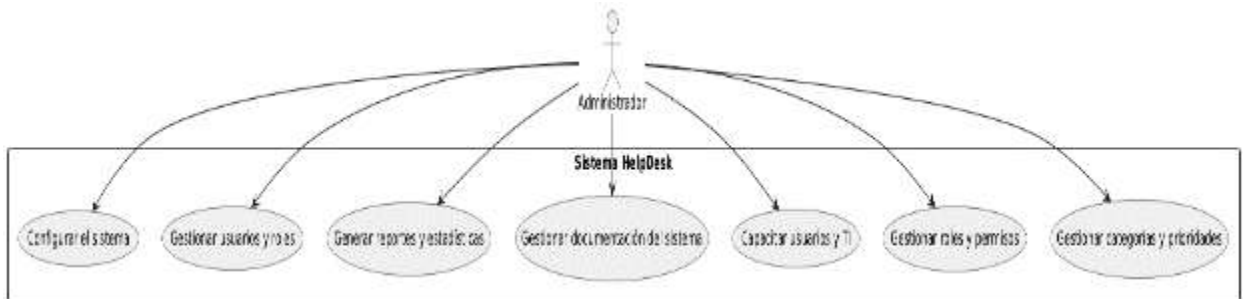 Administrador
Sistema HelpDesk
Configurar el sistema
Gestionar usuarios y roles
Generar reportes y estadísticas
Gestionar documentación del sistema
Capacitar usuarios y TI
Gestionar roles y permisos
Gestionar categorías y prioridades